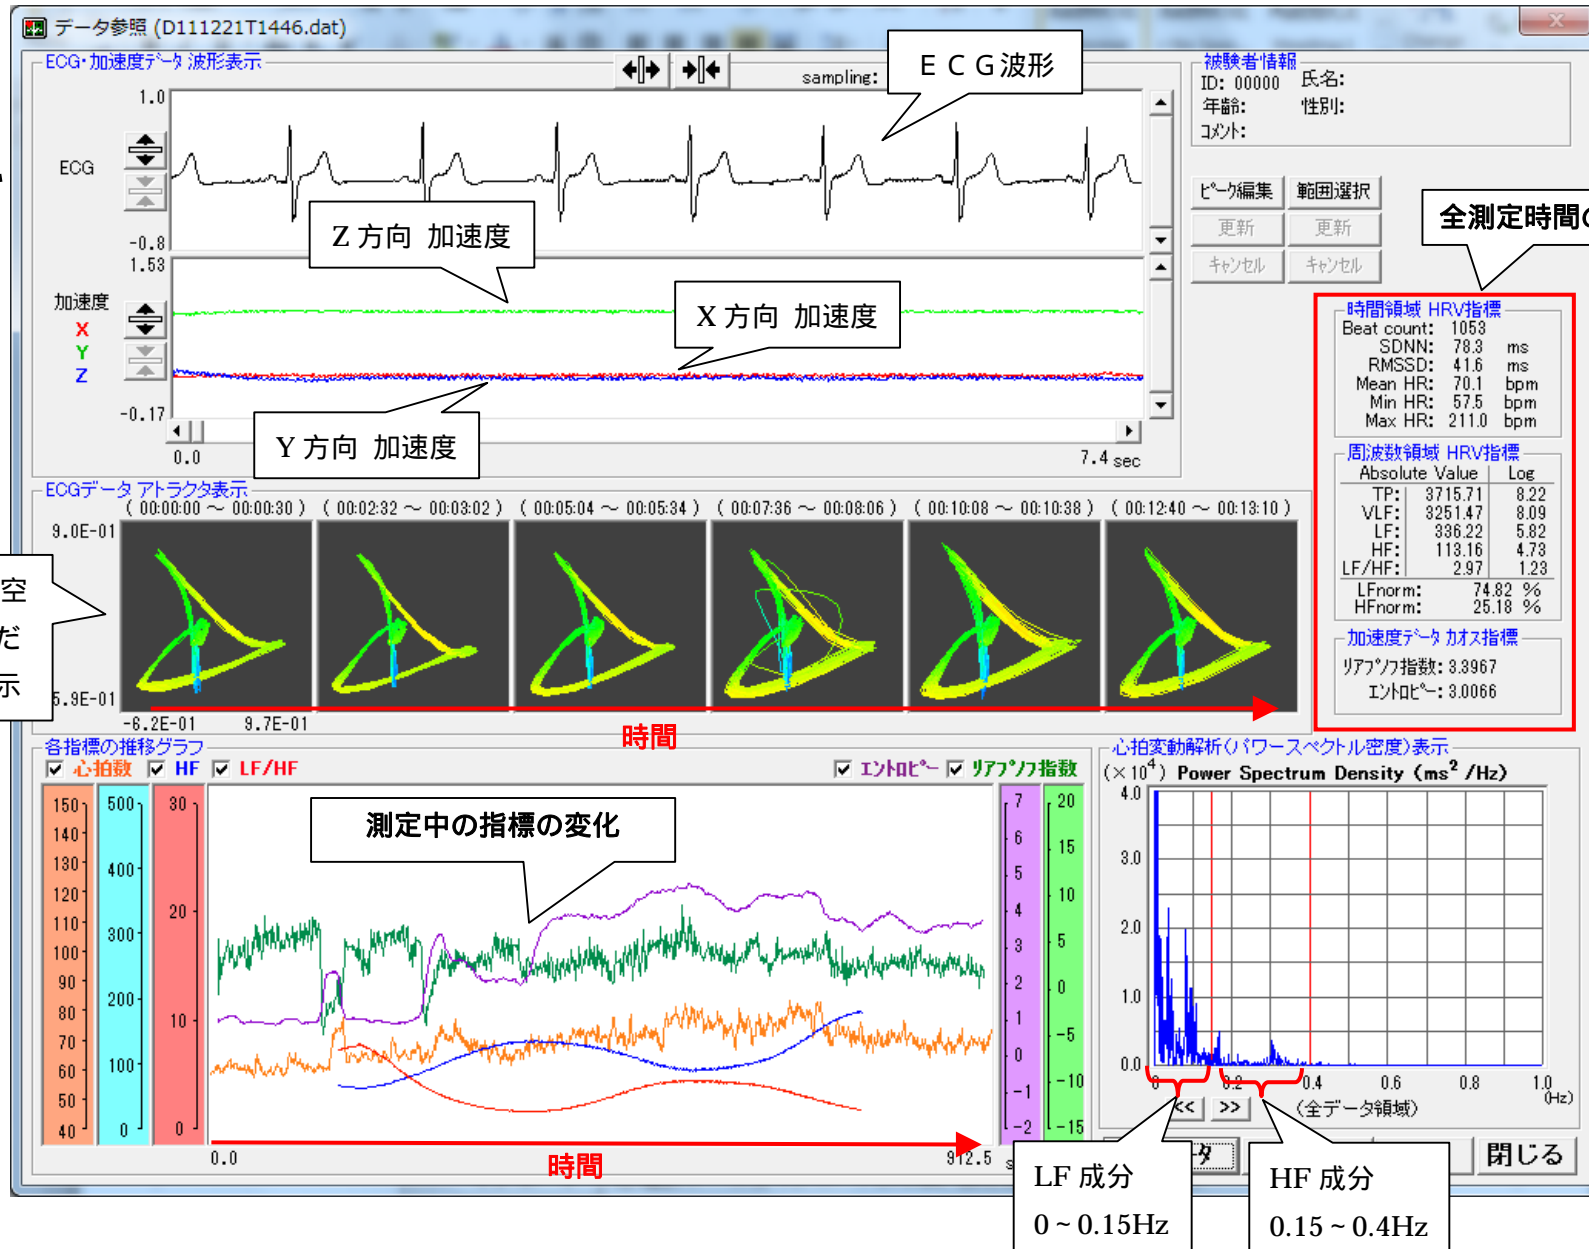 データ参照 (D111221T1446.dat)
ECG・加速度データ 波形表示
sampling:
ＥＣＧ波形
1.0
ECG
-0.8
Z 方向 加速度
1.53
加速度
X
Y
Z
X 方向 加速度
-0.17
Y 方向 加速度
0.0
7.4 sec
被験者情報
ID: 00000 氏名:
年齢: 性別:
コメント:
ピーク編集 範囲選択
更新 更新
キャンセル キャンセル
全測定時間の
時間領域 HRV指標
Beat count: 1053
SDNN: 78.3 ms
RMSSD: 41.6 ms
Mean HR: 70.1 bpm
Min HR: 57.5 bpm
Max HR: 211.0 bpm
周波数領域 HRV指標
Absolute Value Log
TP: 3715.71 8.22
VLF: 3251.47 8.09
LF: 336.22 5.82
HF: 113.16 4.73
LF/HF: 2.97 1.23
LFnorm: 74.82 %
HFnorm: 25.18 %
加速度データ カオス指標
リアプノフ指数: 3.3967
エントロピー: 3.0066
ECGデータ アトラクタ表示
( 00:00:00 ～ 00:00:30 ) ( 00:02:32 ～ 00:03:02 ) ( 00:05:04 ～ 00:05:34 ) ( 00:07:36 ～ 00:08:06 ) ( 00:10:08 ～ 00:10:38 ) ( 00:12:40 ～ 00:13:10 )
9.0E-01
空
だ
示
5.9E-01
-6.2E-01 9.7E-01
時間
各指標の推移グラフ
心拍数 HF LF/HF
エントロピー リアプノフ指数
150 140 130 120 110 100 90 80 70 60 50 40
500 400 300 200 100 0
30 20 10 0
測定中の指標の変化
7 6 5 4 3 2 1 0 -1 -2
20 15 10 5 0 -5 -10 -15
0.0
時間
912.5 s
心拍変動解析(パワースペクトル密度)表示
(×10⁴) Power Spectrum Density (ms² /Hz)
4.0
3.0
2.0
1.0
0.0
0 0.2 0.4 0.6 0.8 1.0
(Hz)
<< >> (全データ領域)
タ
閉じる
LF 成分
0 ~ 0.15Hz
HF 成分
0.15 ~ 0.4Hz